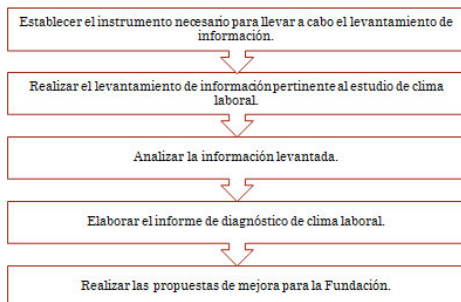 Establecer el instrumento necesario para llevar a cabo el levantamiento de
información.
Realizar el levantamiento de información pertinente al estudio de clima
laboral.
Analizar la información levantada.
Elaborar el informe de diagnóstico de clima laboral.
Realizar las propuestas de mejora para la Fundación.